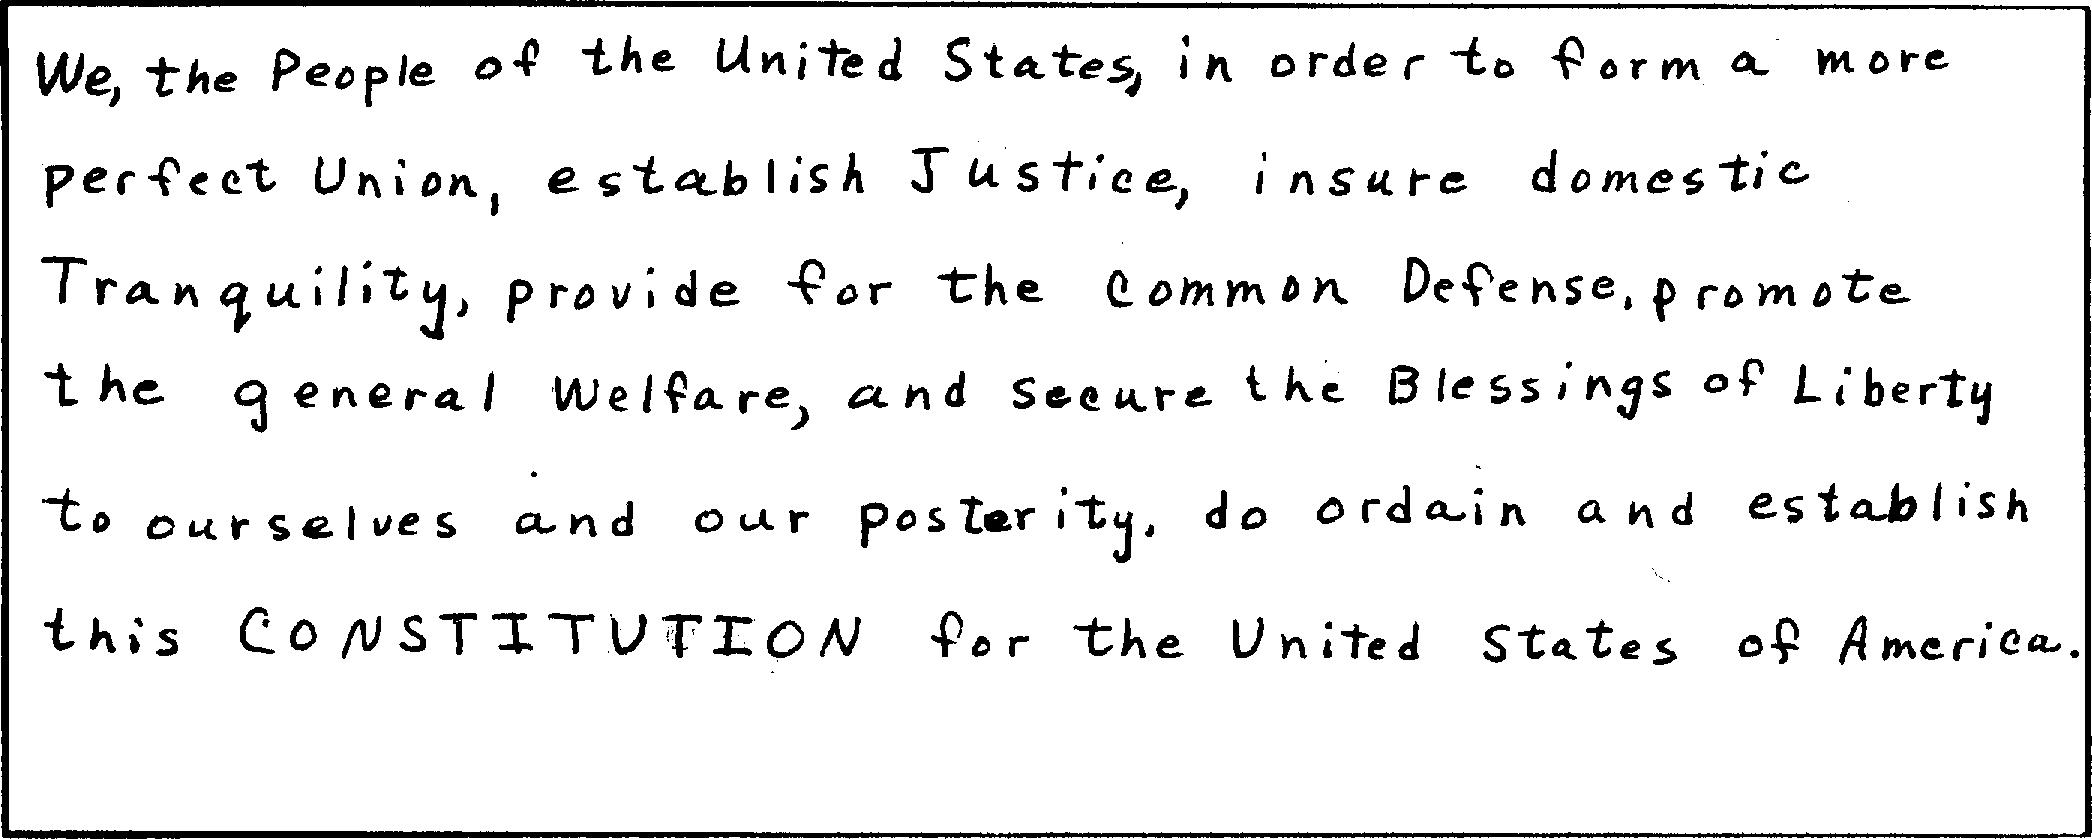 We, the People of the United States, in order to form a more
perfect Union, establish Justice, insure domestic
Tranquility, provide for the common Defense, promote
the general Welfare, and secure the Blessings of Liberty
to ourselves and our posterity, do ordain and establish
this CONSTITUTION for the United States of America.